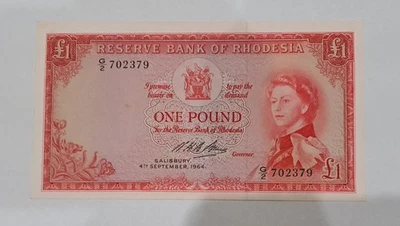 £1 RESERVE BANK OF RHODESIA £1
G/2 702379
I promise to pay the
bearer on demand
ONE POUND
for the Reserve Bank of Rhodesia
Governor.
SALISBURY,
4TH SEPTEMBER, 1964.
G/2 702379
£1